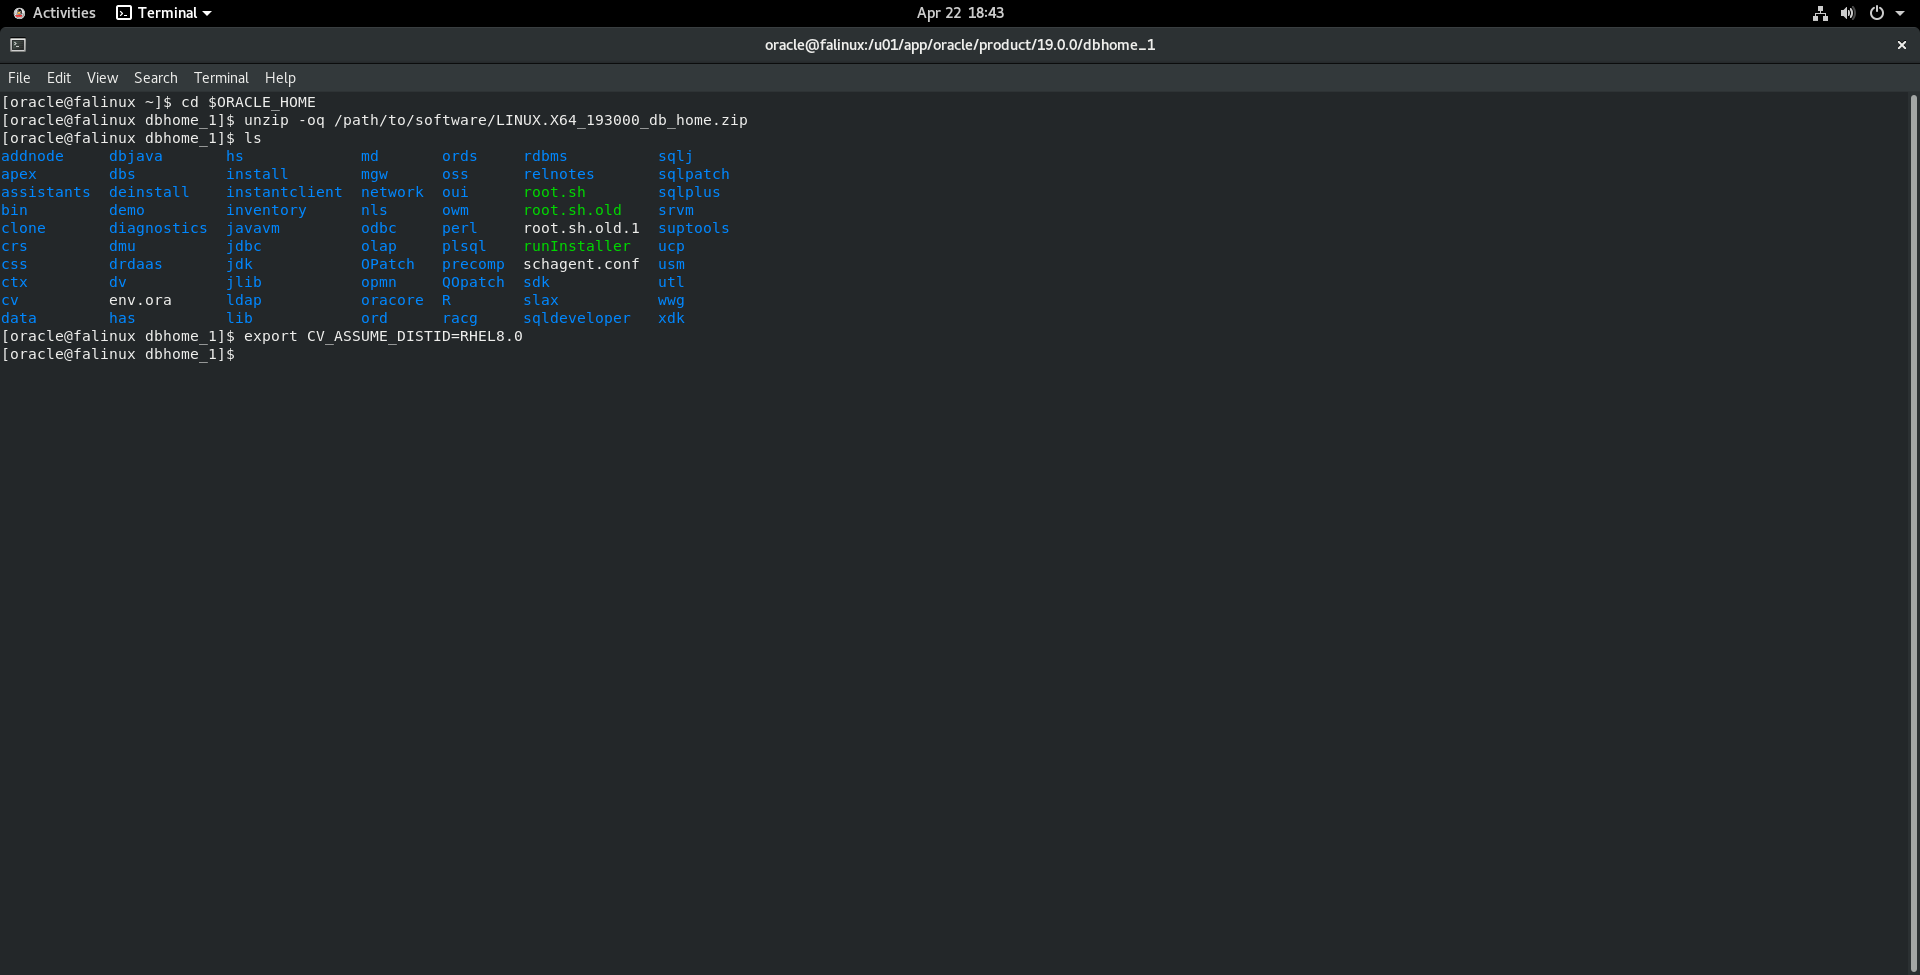 Activities Terminal Apr 22 18:43
oracle@falinux:/u01/app/oracle/product/19.0.0/dbhome_1
File Edit View Search Terminal Help
[oracle@falinux ~]$ cd $ORACLE_HOME
[oracle@falinux dbhome_1]$ unzip -oq /path/to/software/LINUX.X64_193000_db_home.zip
[oracle@falinux dbhome_1]$ ls
addnode dbjava hs md ords rdbms sqlj
apex dbs install mgw oss relnotes sqlpatch
assistants deinstall instantclient network oui root.sh sqlplus
bin demo inventory nls owm root.sh.old srvm
clone diagnostics javavm odbc perl root.sh.old.1 suptools
crs dmu jdbc olap plsql runInstaller ucp
css drdaas jdk OPatch precomp schagent.conf usm
ctx dv jlib opmn QOpatch sdk utl
cv env.ora ldap oracore R slax wwg
data has lib ord racg sqldeveloper xdk
[oracle@falinux dbhome_1]$ export CV_ASSUME_DISTID=RHEL8.0
[oracle@falinux dbhome_1]$